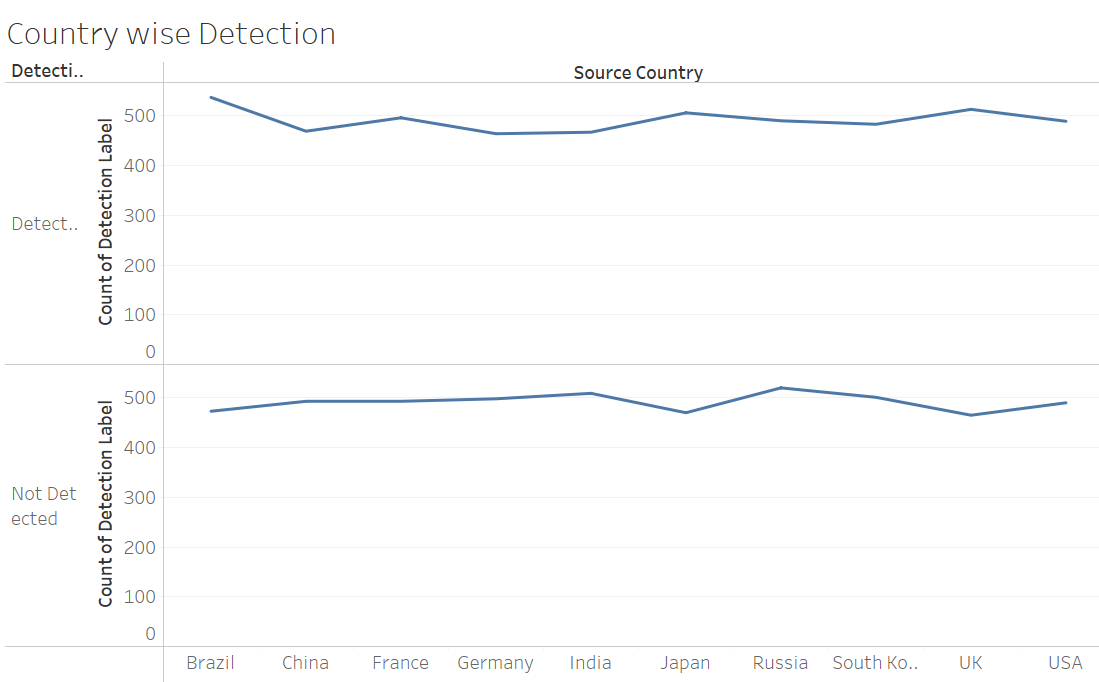 Country wise Detection
Detecti..
Source Country
Detect..
Count of Detection Label
500
400
300
200
100
0
Not Det
ected
Count of Detection Label
500
400
300
200
100
0
Brazil China France Germany India Japan Russia South Ko.. UK USA